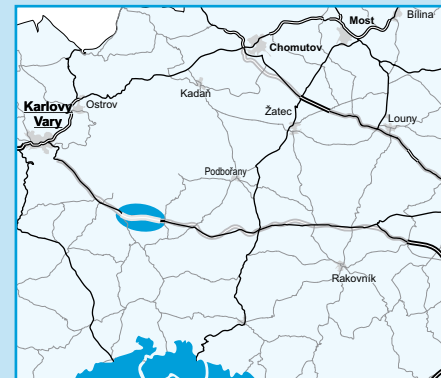 Most
Bílina
Chomutov
Kadaň
Karlovy
Vary
Ostrov
Žatec
Louny
Podbořany
Rakovník